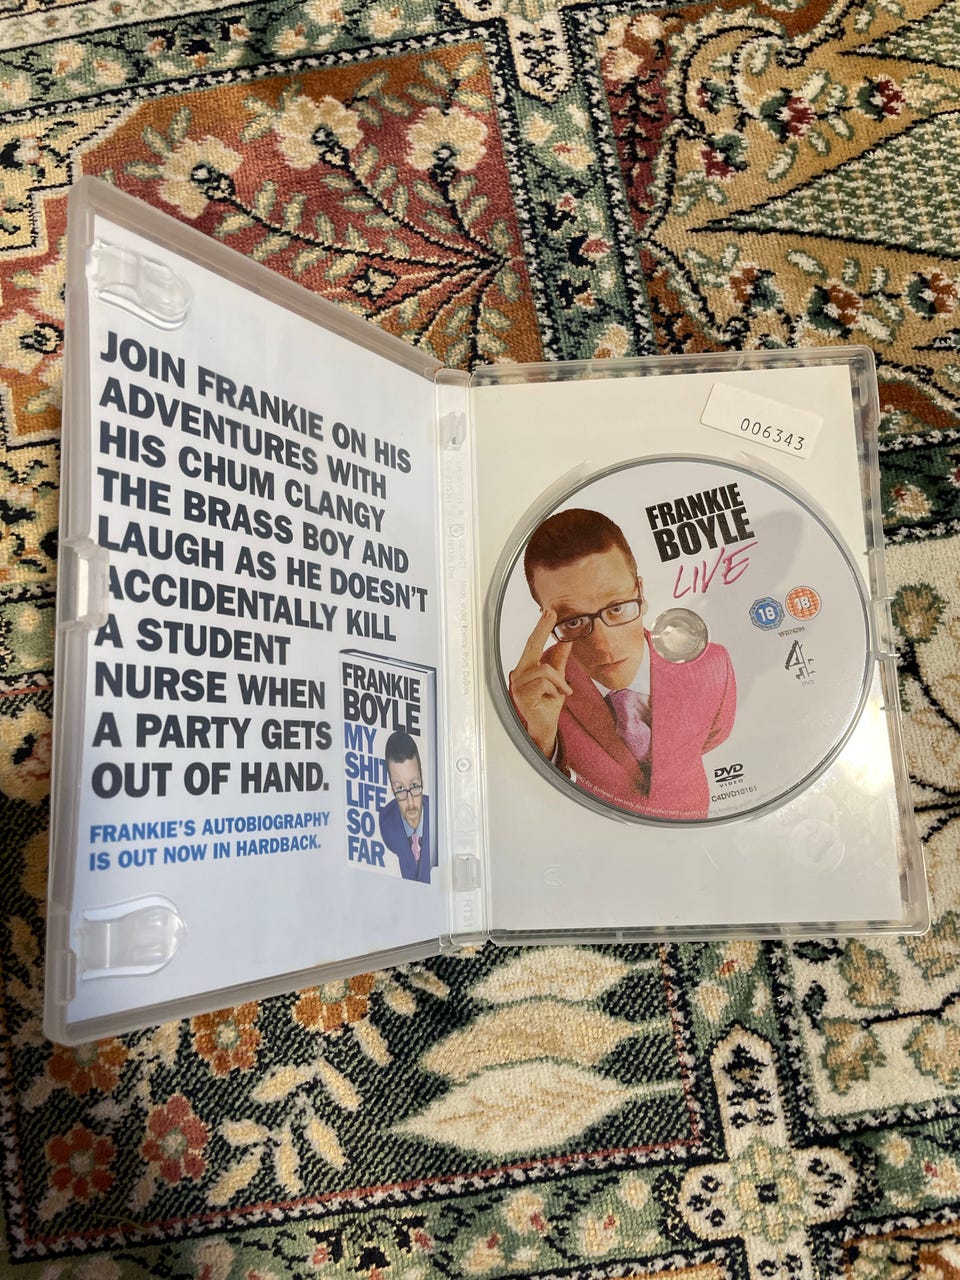 JOIN FRANKIE ON HIS
ADVENTURES WITH
HIS CHUM CLANGY
THE BRASS BOY AND
LAUGH AS HE DOESN'T
ACCIDENTALLY KILL
A STUDENT
NURSE WHEN
A PARTY GETS
OUT OF HAND.
FRANKIE'S AUTOBIOGRAPHY
IS OUT NOW IN HARDBACK.
FRANKIE
BOYLE
MY
SHIT
LIFE
SO
FAR
006343
FRANKIE
BOYLE
LIVE
18
18
4
DVD
DVD
VIDEO
C4DVD10161